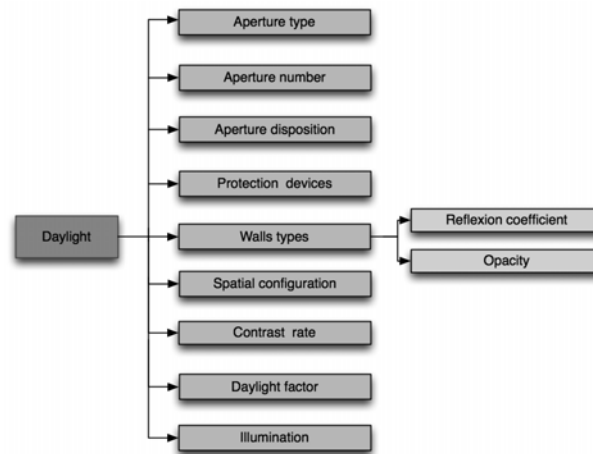 Aperture type
Aperture number
Aperture disposition
Protection devices
Daylight
Walls types
Reflexion coefficient
Opacity
Spatial configuration
Contrast rate
Daylight factor
Illumination